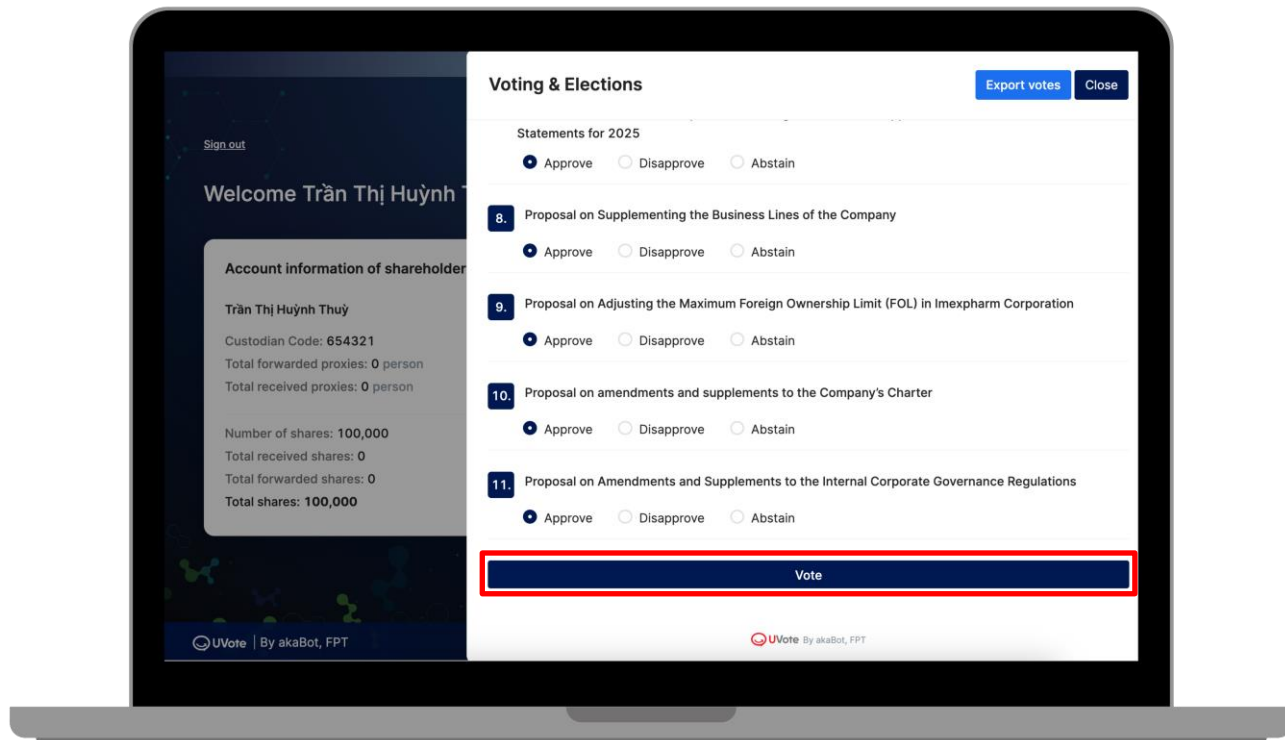 Voting & Elections
Export votes
Close
Statements for 2025
Approve Disapprove Abstain
8. Proposal on Supplementing the Business Lines of the Company
Approve Disapprove Abstain
9. Proposal on Adjusting the Maximum Foreign Ownership Limit (FOL) in Imexpharm Corporation
Approve Disapprove Abstain
10. Proposal on amendments and supplements to the Company's Charter
Approve Disapprove Abstain
11. Proposal on Amendments and Supplements to the Internal Corporate Governance Regulations
Approve Disapprove Abstain
Vote
UVote By akaBot, FPT
Sign out
Welcome Trần Thị Huỳnh
Account information of shareholder
Trần Thị Huỳnh Thuỳ
Custodian Code: 654321
Total forwarded proxies: 0 person
Total received proxies: 0 person
Number of shares: 100,000
Total received shares: 0
Total forwarded shares: 0
Total shares: 100,000
UVote | By akaBot, FPT